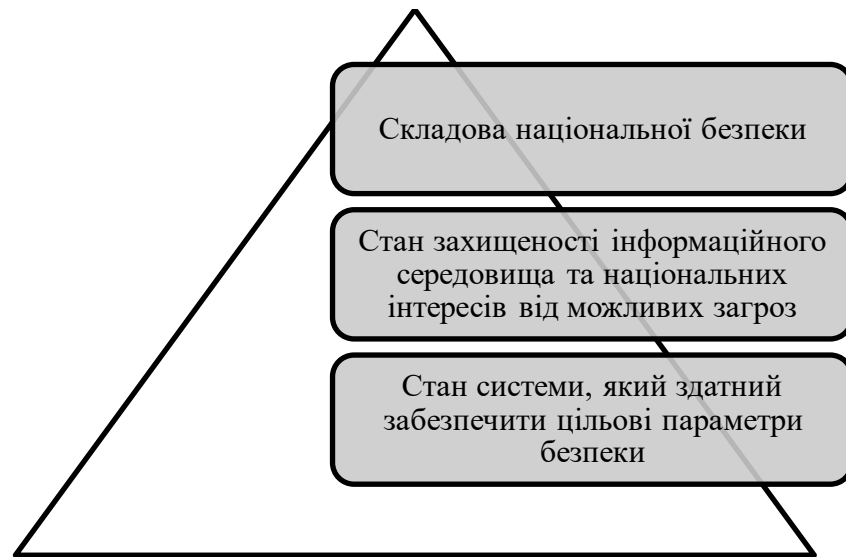 Складова національної безпеки
Стан захищеності інформаційного
середовища та національних
інтересів від можливих загроз
Стан системи, який здатний
забезпечити цільові параметри
безпеки